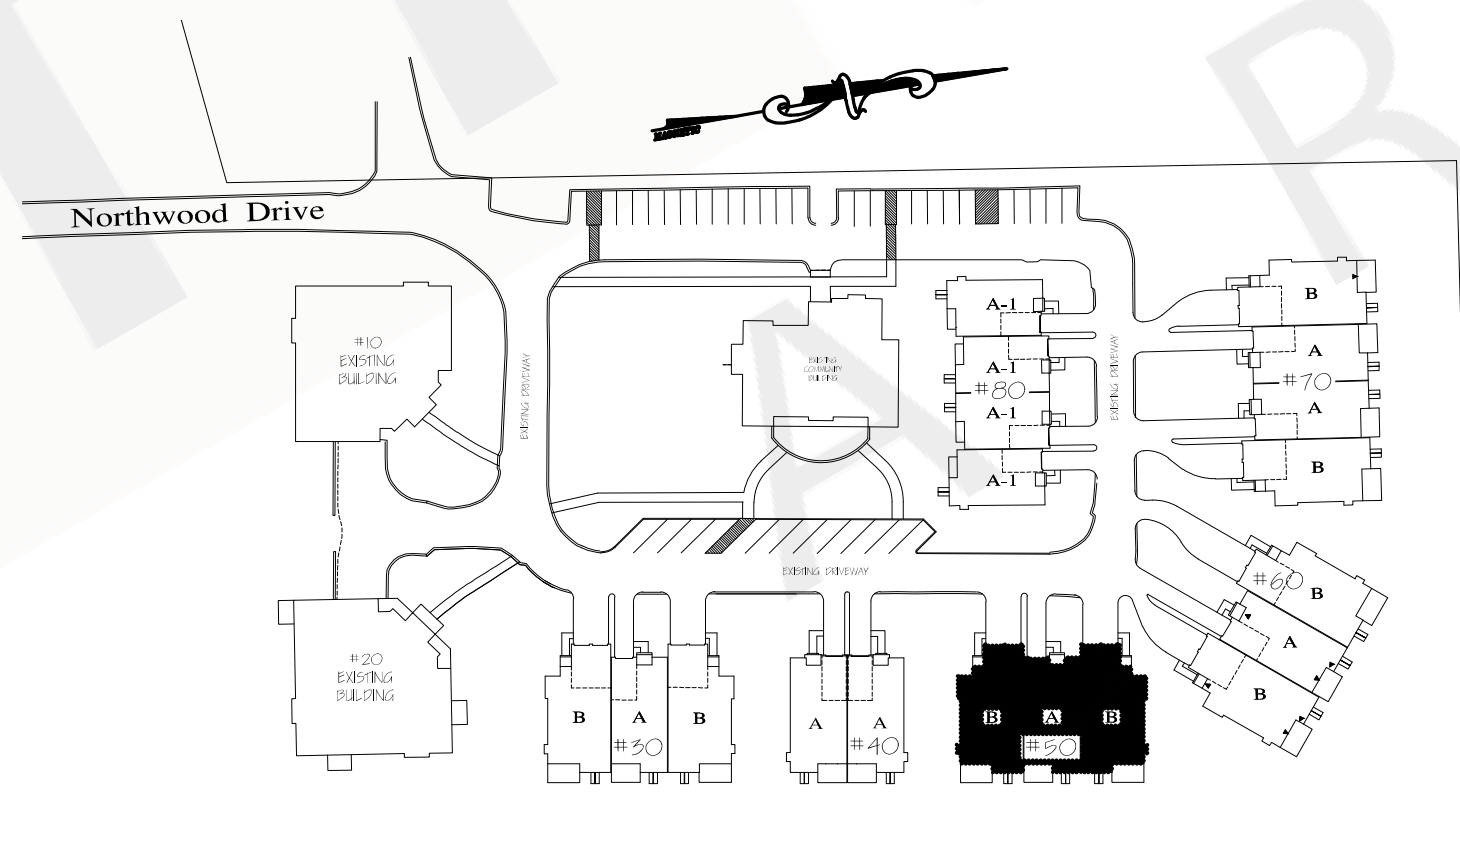 Northwood Drive
#10
EXISTING
BUILDING
EXISTING DRIVEWAY
EXISTING
COMMUNITY
BUILDING
A-1
A-1
#80
A-1
A-1
EXISTING DRIVEWAY
B
A
#70
A
B
EXISTING DRIVEWAY
#60
B
A
B
#20
EXISTING
BUILDING
B
A
B
#30
A
A
#40
B
A
B
#50